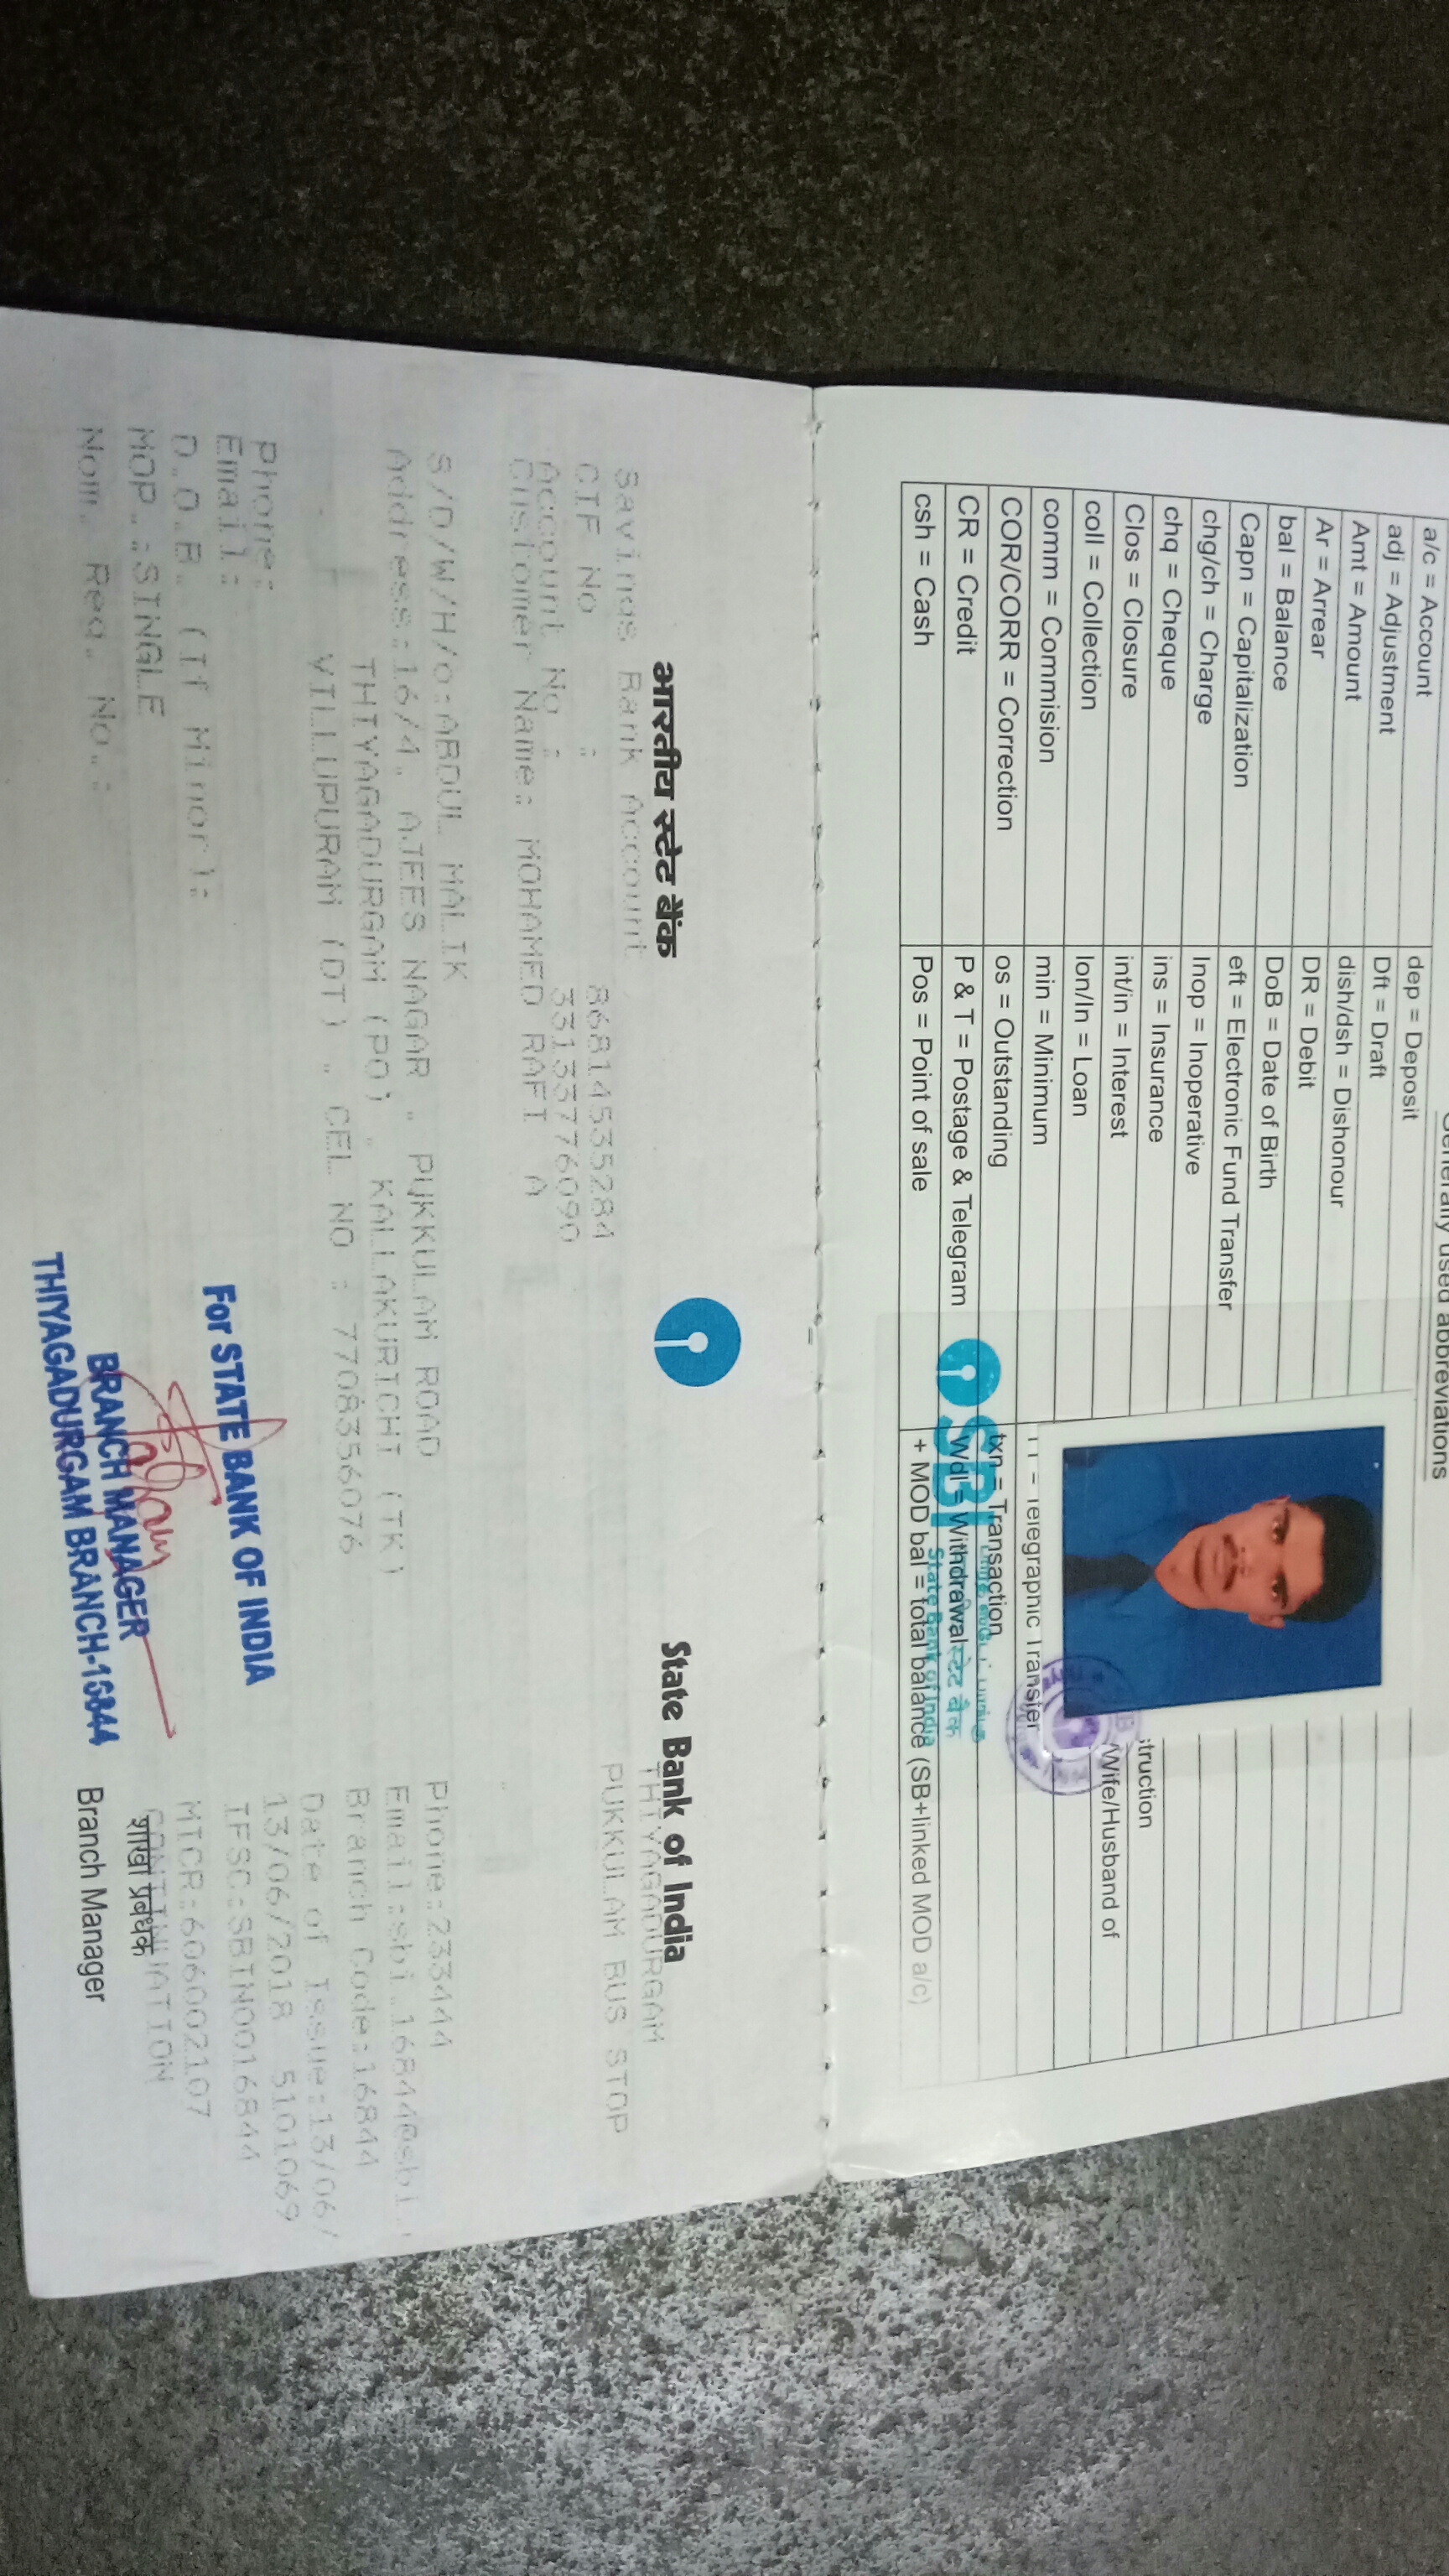 Generally used abbreviations
a/c = Account
dep = Deposit
adj = Adjustment
Dft = Draft
Amt = Amount
dish/dsh = Dishonour
Ar = Arrear
DR = Debit
bal = Balance
DoB = Date of Birth
Capn = Capitalization
eft = Electronic Fund Transfer
chg/ch = Charge
Inop = Inoperative
chq = Cheque
ins = Insurance
struction
Clos = Closure
int/in = Interest
Wife/Husband of
coll = Collection
lon/ln = Loan
comm = Commision
min = Minimum
TT = Telegraphic Transfer
COR/CORR = Correction
os = Outstanding
txn = Transaction
CR = Credit
P & T = Postage & Telegram
Wdl = Withdrawal
csh = Cash
Pos = Point of sale
+ MOD bal = total balance (SB+linked MOD a/c)
SBI
स्टेट बैंक
State Bank of India
भारतीय स्टेट बैंक
State Bank of India
THIYAGADURGAM
Savings Bank Account
PUKKULAM BUS STOP
CIF No : 86814535284
Account No : 33133776090
Customer Name: MOHAMED RAFI A
S/D/W/H/o:ABDUL MALIK
Phone:233444
Address:16/4, AJEES NAGAR , PUKKULAM ROAD
Email:sbi.16844@sbi.
THIYAGADURGAM (PO), KALLAKURICHI (TK)
Branch Code:16844
VILLUPURAM (DT) , CEL NO : 7708356076
Date of Issue:13/06/
Phone:
13/06/2018 5101069
Email:
IFSC:SBIN0016844
D.O.B. (If Minor):
MICR:606002107
MOP.:SINGLE
CONTINUATION
शाखा प्रबंधक
Nom. Reg. No.:
Branch Manager
For STATE BANK OF INDIA
BRANCH MANAGER
THIYAGADURGAM BRANCH-16844